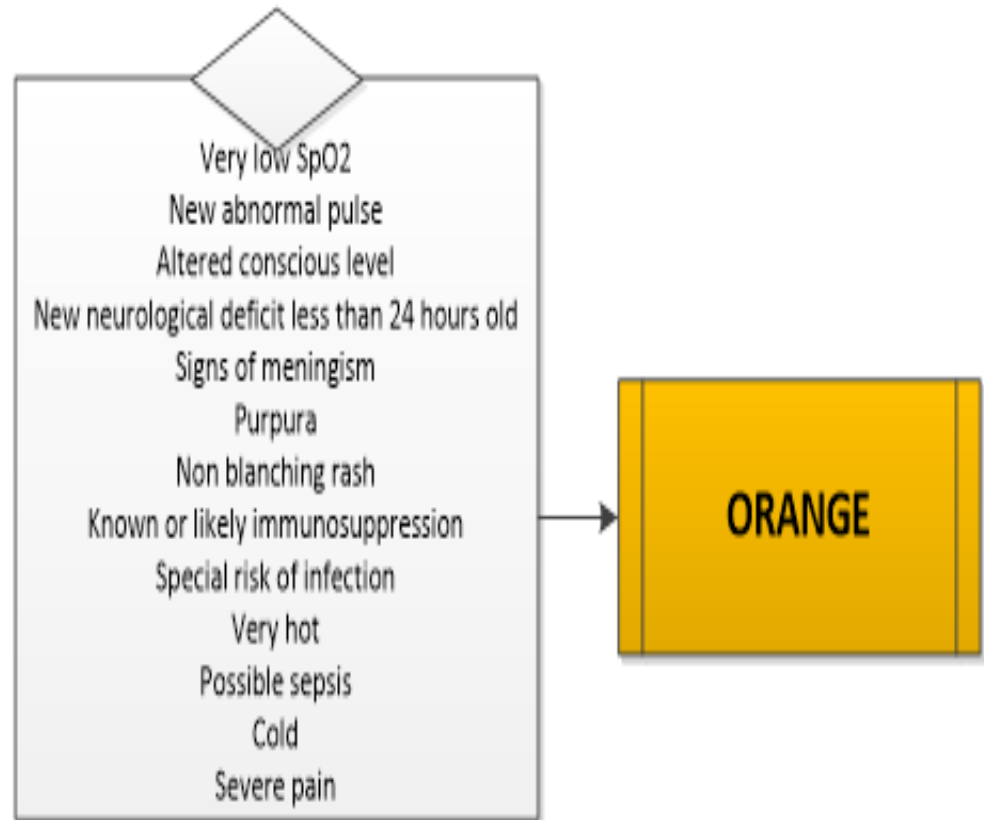 Very low SpO2
New abnormal pulse
Altered conscious level
New neurological deficit less than 24 hours old
Signs of meningism
Purpura
Non blanching rash
Known or likely immunosuppression
Special risk of infection
Very hot
Possible sepsis
Cold
Severe pain
ORANGE